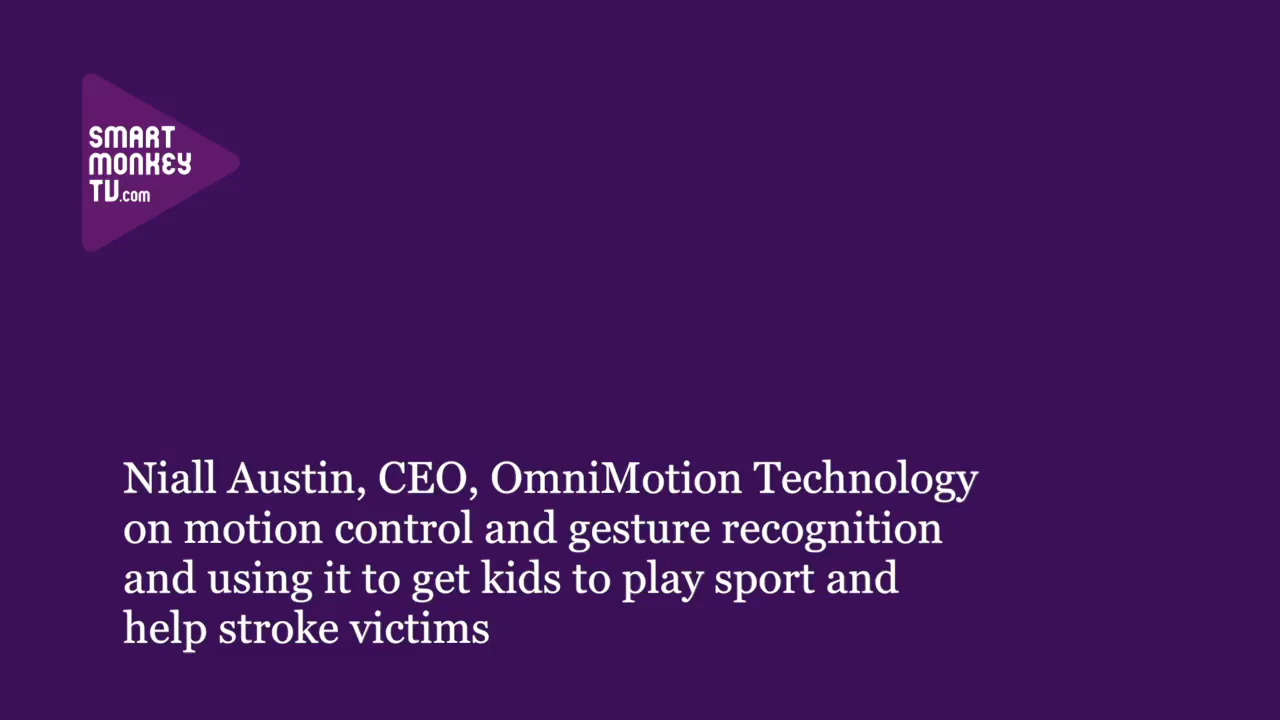 SMART
MONKEY
TV.com
Niall Austin, CEO, OmniMotion Technology
on motion control and gesture recognition
and using it to get kids to play sport and
help stroke victims